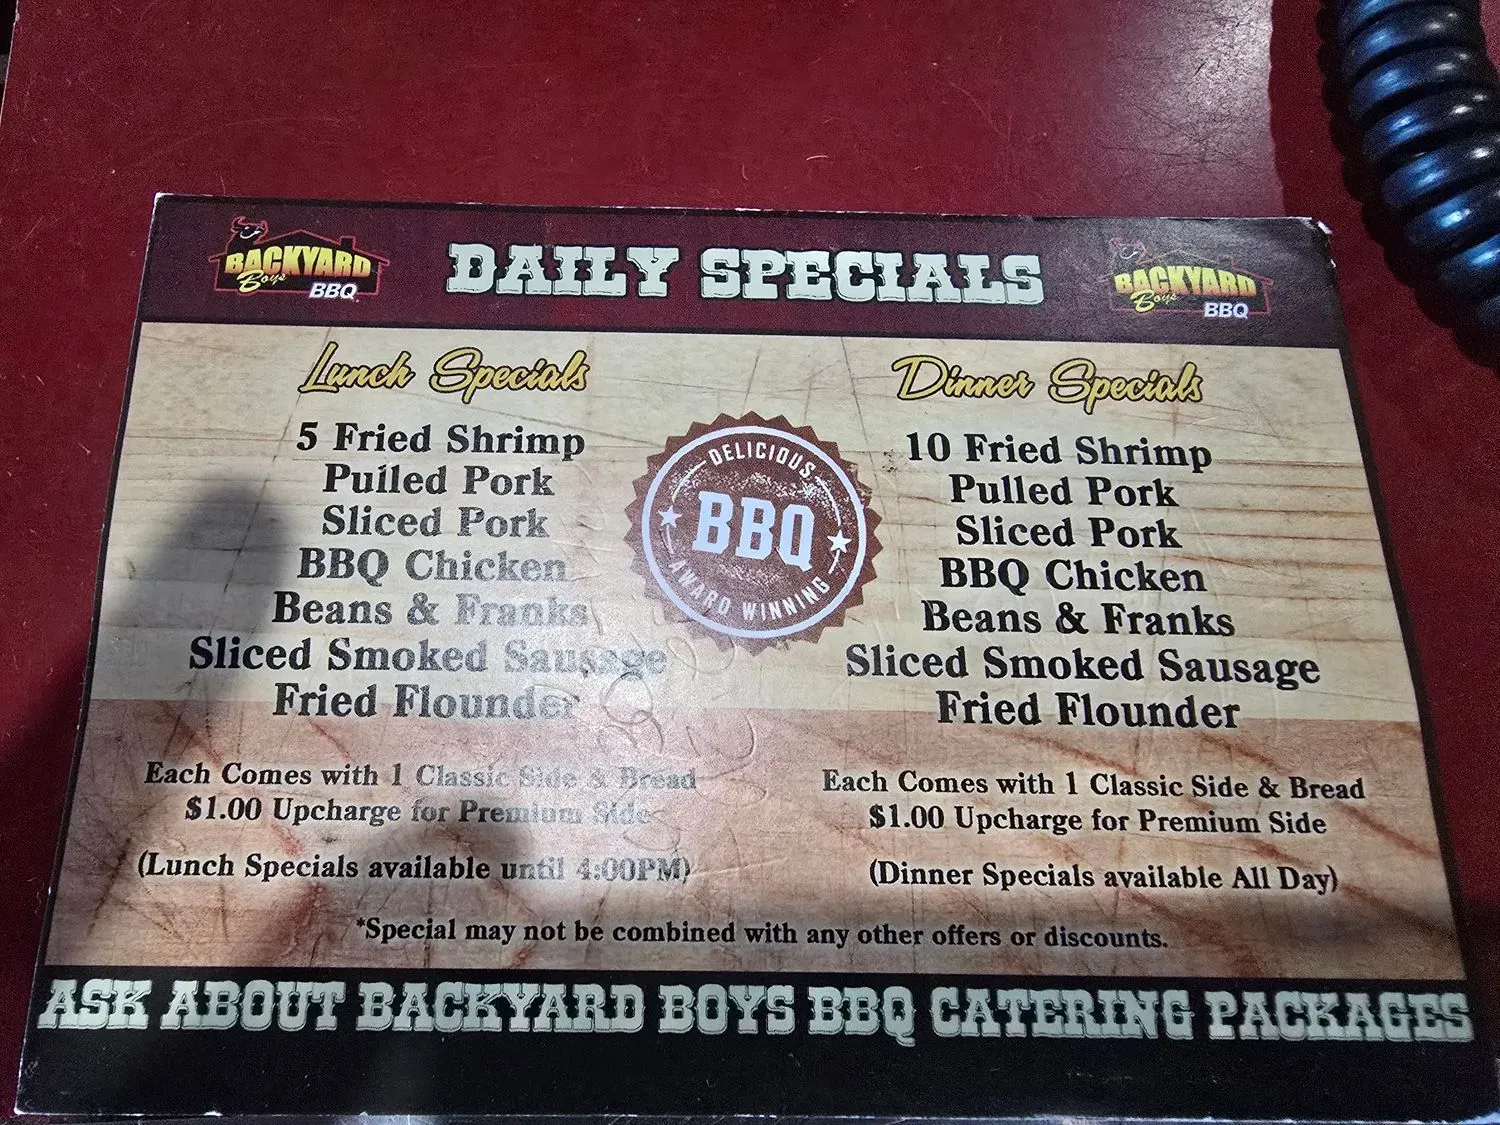 BACKYARD
Boys
BBQ
DAILY SPECIALS
BACKYARD
Boys
BBQ
Lunch Specials
5 Fried Shrimp
Pulled Pork
Sliced Pork
BBQ Chicken
Beans & Franks
Sliced Smoked Sausage
Fried Flounder
Each Comes with 1 Classic Side & Bread
$1.00 Upcharge for Premium Side
(Lunch Specials available until 4:00PM)
DELICIOUS
BBQ
AWARD WINNING
Dinner Specials
10 Fried Shrimp
Pulled Pork
Sliced Pork
BBQ Chicken
Beans & Franks
Sliced Smoked Sausage
Fried Flounder
Each Comes with 1 Classic Side & Bread
$1.00 Upcharge for Premium Side
(Dinner Specials available All Day)
*Special may not be combined with any other offers or discounts.
ASK ABOUT BACKYARD BOYS BBQ CATERING PACKAGES